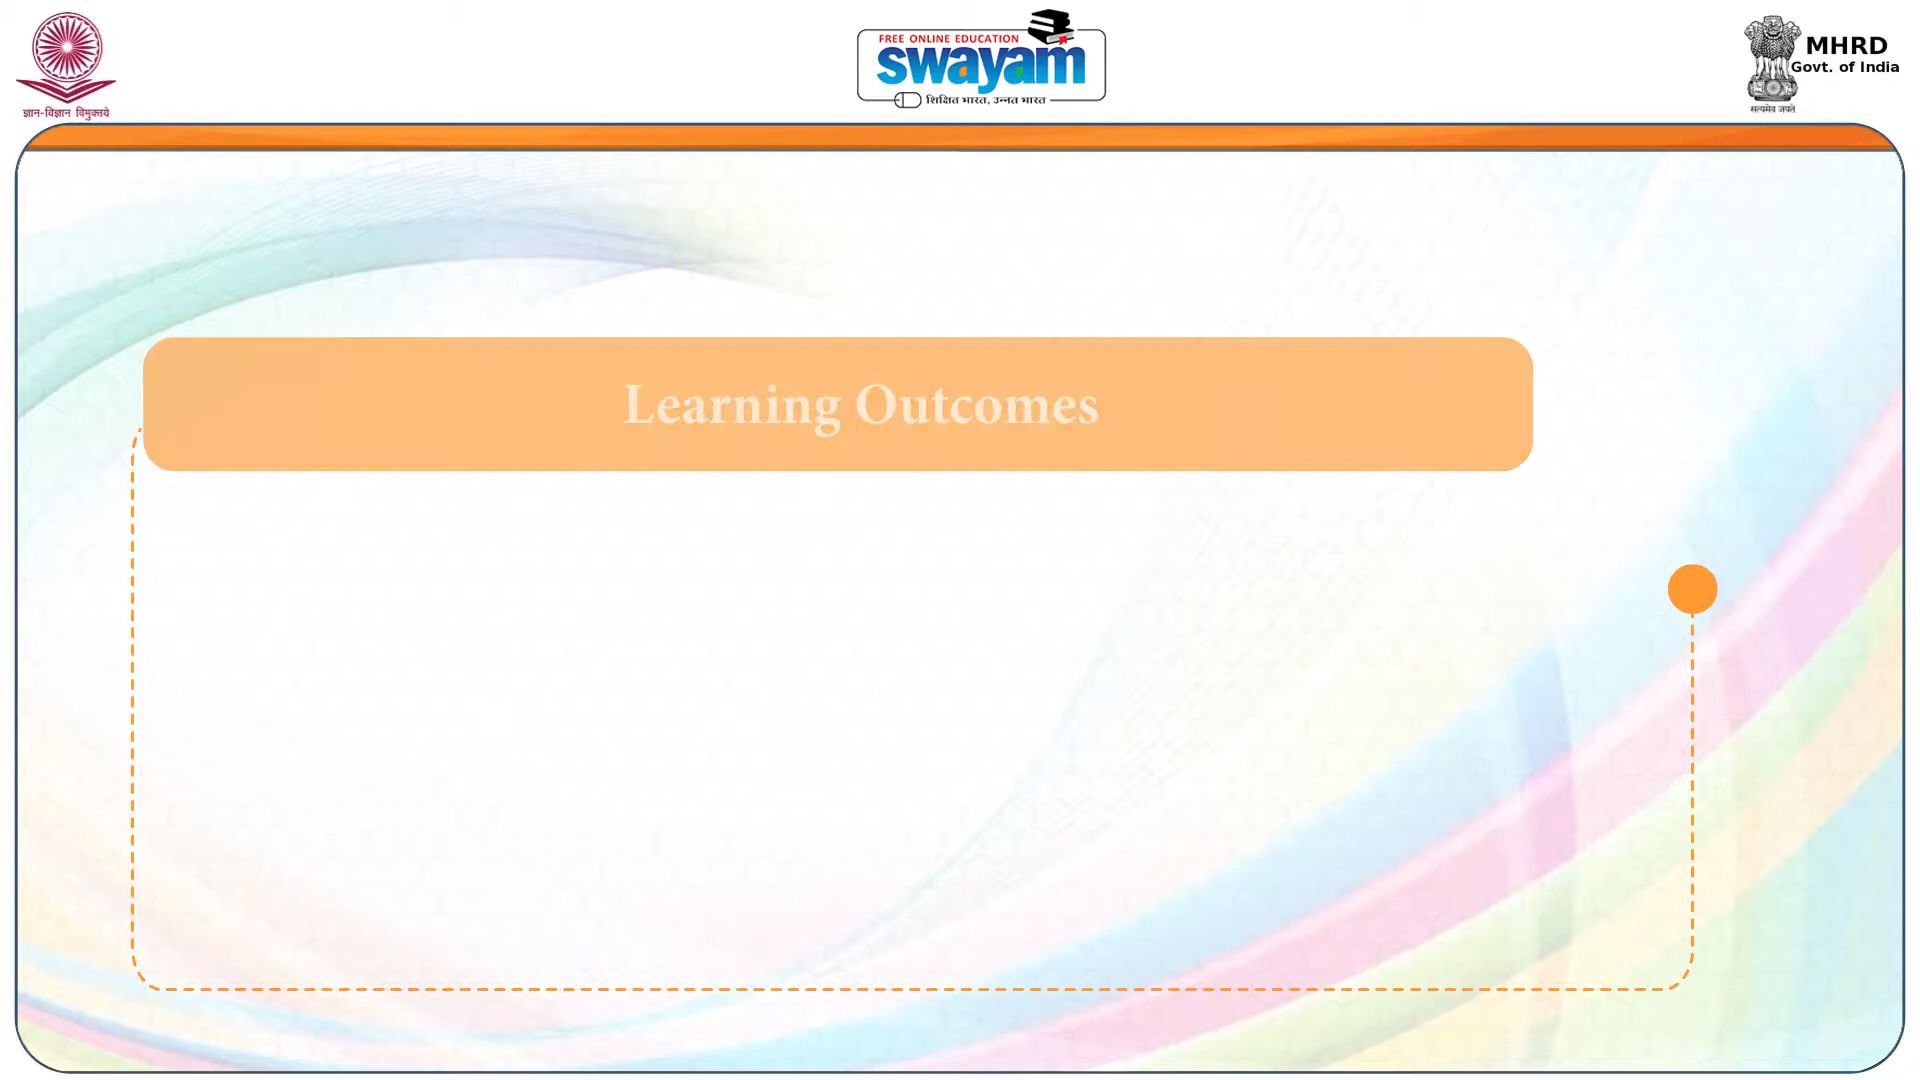 ज्ञान-विज्ञान विमुक्तये
FREE ONLINE EDUCATION
swayam
शिक्षित भारत, उन्नत भारत
MHRD
Govt. of India
सत्यमेव जयते
Learning Outcomes